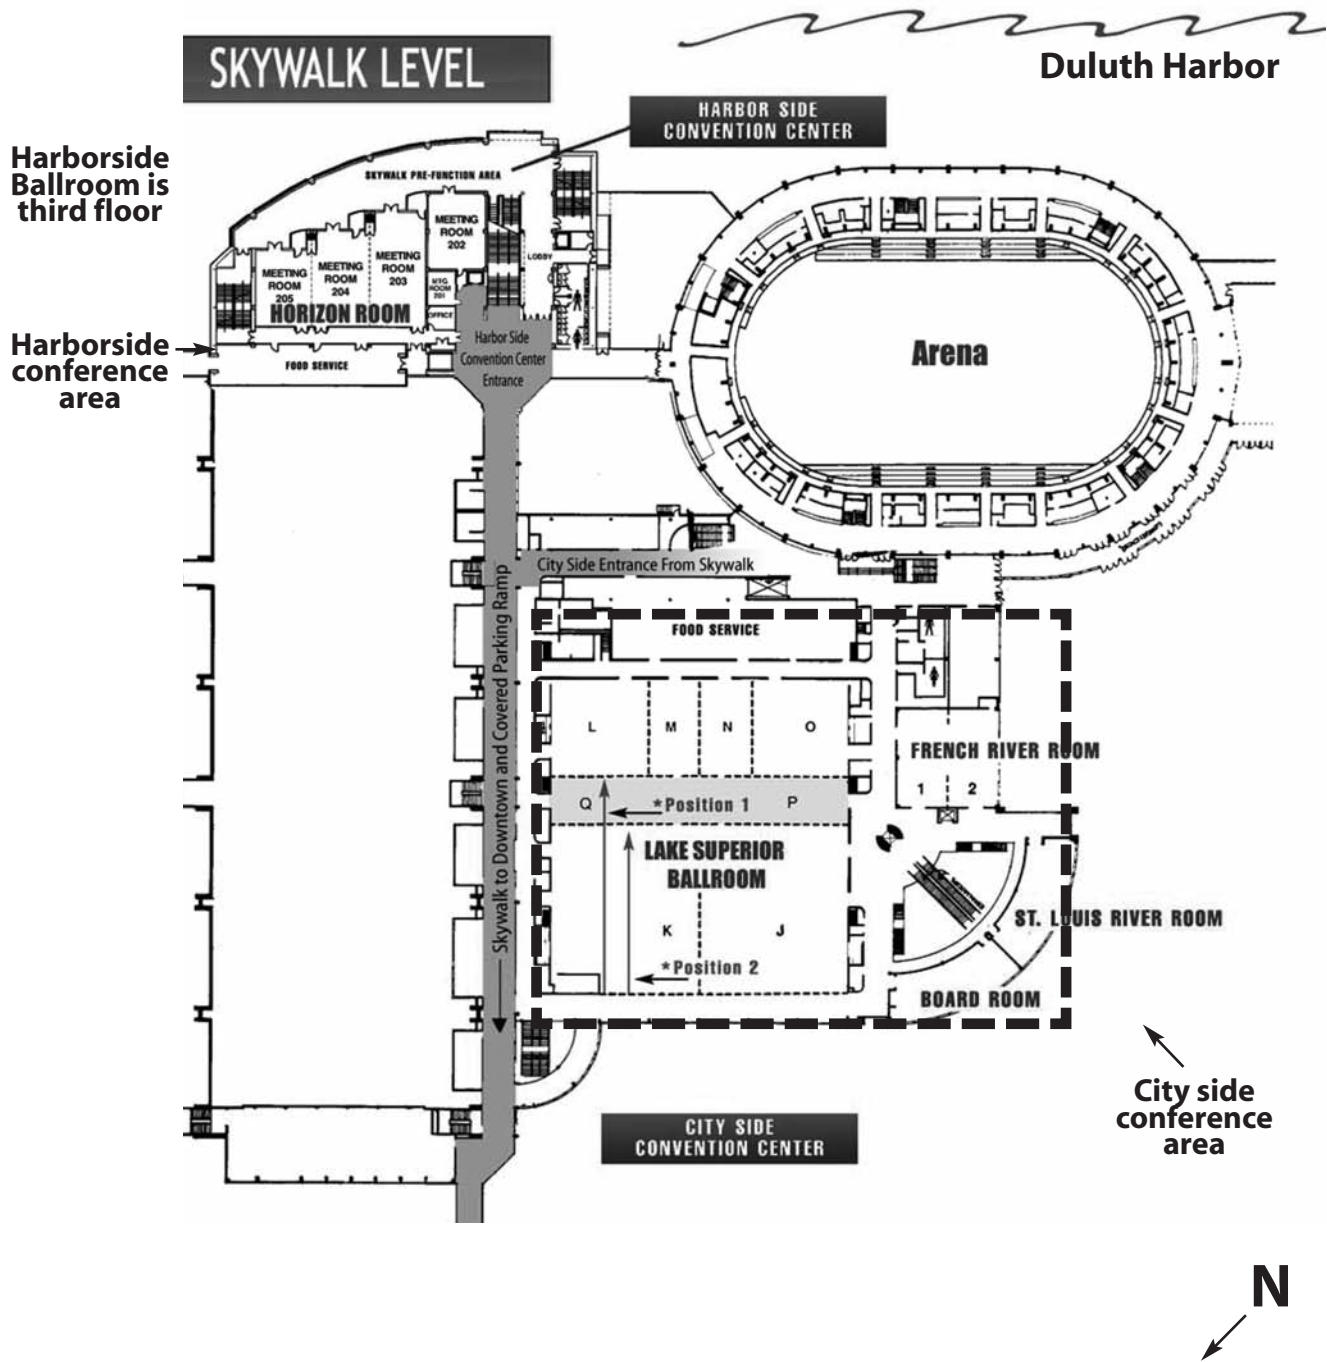 SKYWALK LEVEL
Duluth Harbor
HARBOR SIDE
CONVENTION CENTER
Harborside
Ballroom is
third floor
SKYWALK PRE-FUNCTION AREA
MEETING
ROOM
202
MEETING
ROOM
203
MEETING
ROOM
204
MEETING
ROOM
205
MTG
ROOM
201
LOBBY
HORIZON ROOM
OFFICE
Harborside
conference
area
FOOD SERVICE
Harbor Side
Convention Center
Entrance
Arena
City Side Entrance From Skywalk
Skywalk to Downtown and Covered Parking Ramp
FOOD SERVICE
L
M
N
O
FRENCH RIVER ROOM
1
2
Q
*Position 1
P
LAKE SUPERIOR
BALLROOM
K
J
*Position 2
ST. LOUIS RIVER ROOM
BOARD ROOM
City side
conference
area
CITY SIDE
CONVENTION CENTER
N